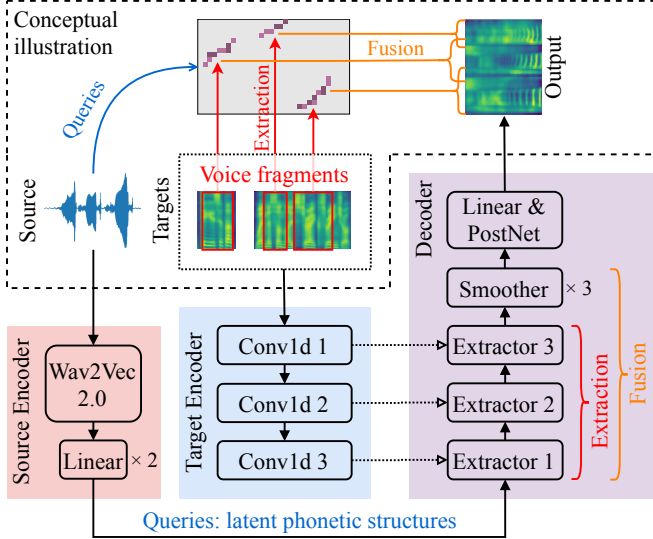 Conceptual
illustration
Queries
Source
Fusion
Extraction
Output
Targets
Voice fragments
Decoder
Linear &
PostNet
Smoother × 3
Source Encoder
Wav2Vec
2.0
Linear × 2
Target Encoder
Conv1d 1
Conv1d 2
Conv1d 3
Extractor 3
Extractor 2
Extractor 1
Extraction
Fusion
Queries: latent phonetic structures